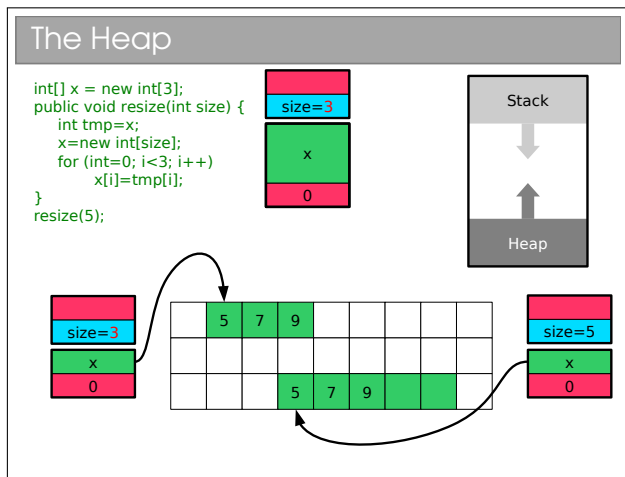 The Heap
int[] x = new int[3];
public void resize(int size) {
int tmp=x;
x=new int[size];
for (int=0; i<3; i++)
x[i]=tmp[i];
}
resize(5);
size=3
x
0
Stack
Heap
size=3
x
0
5 7 9
5 7 9
size=5
x
0